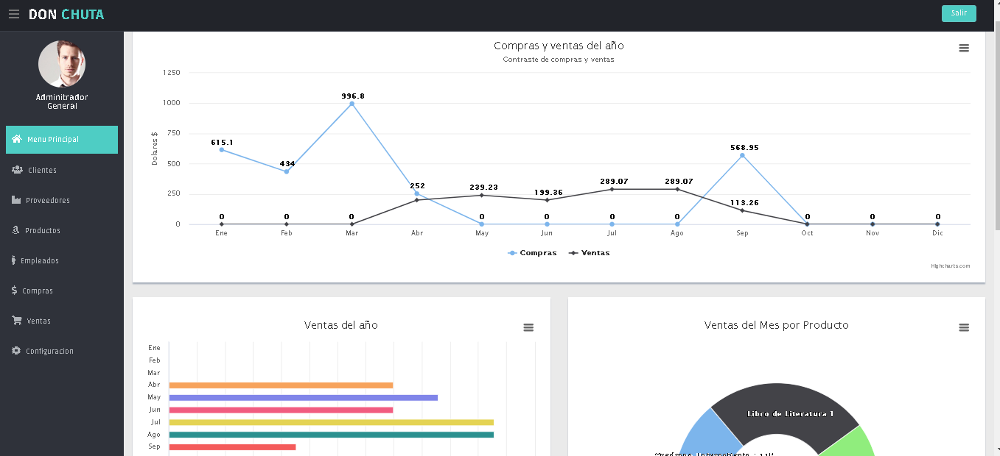 DON CHUTA
Salir
Adminitrador
General
Menu Principal
Clientes
Proveedores
Productos
Empleados
Compras
Ventas
Configuracion
Compras y ventas del año
Contraste de compras y ventas
Dolares $
1250
1000
750
500
250
0
615.1
434
996.8
252
239.23
199.36
289.07
289.07
568.95
113.26
0 0 0 0 0 0 0 0 0 0
Ene Feb Mar Abr May Jun Jul Ago Sep Oct Nov Dic
Compras Ventas
Highcharts.com
Ventas del año
Ene
Feb
Mar
Abr
May
Jun
Jul
Ago
Sep
Ventas del Mes por Producto
Libro de Literatura 1